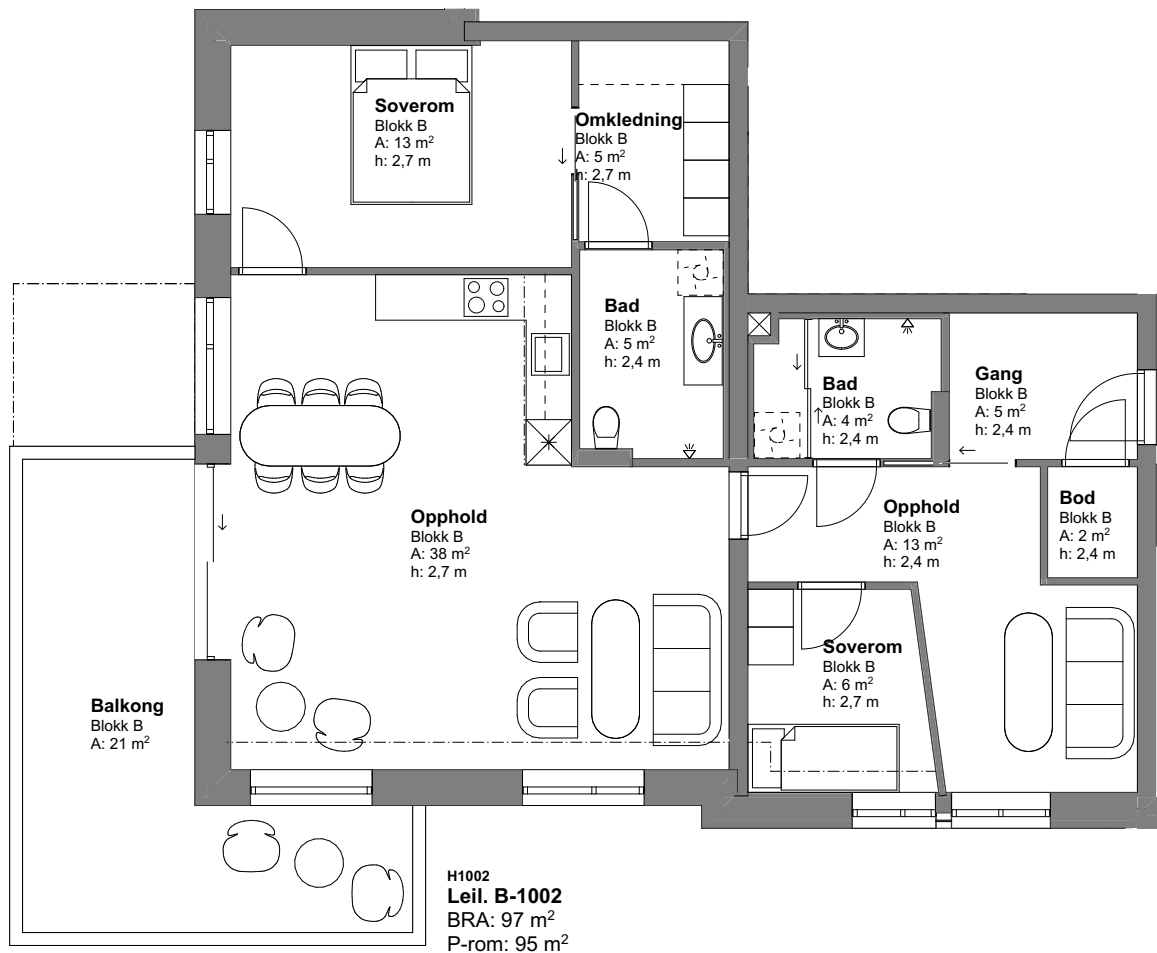 Soverom
Blokk B
A: 13 m²
h: 2,7 m
Omkledning
Blokk B
A: 5 m²
h: 2,7 m
Bad
Blokk B
A: 5 m²
h: 2,4 m
Bad
Blokk B
A: 4 m²
h: 2,4 m
Gang
Blokk B
A: 5 m²
h: 2,4 m
Opphold
Blokk B
A: 38 m²
h: 2,7 m
Opphold
Blokk B
A: 13 m²
h: 2,4 m
Bod
Blokk B
A: 2 m²
h: 2,4 m
Soverom
Blokk B
A: 6 m²
h: 2,7 m
Balkong
Blokk B
A: 21 m²
H1002
Leil. B-1002
BRA: 97 m²
P-rom: 95 m²